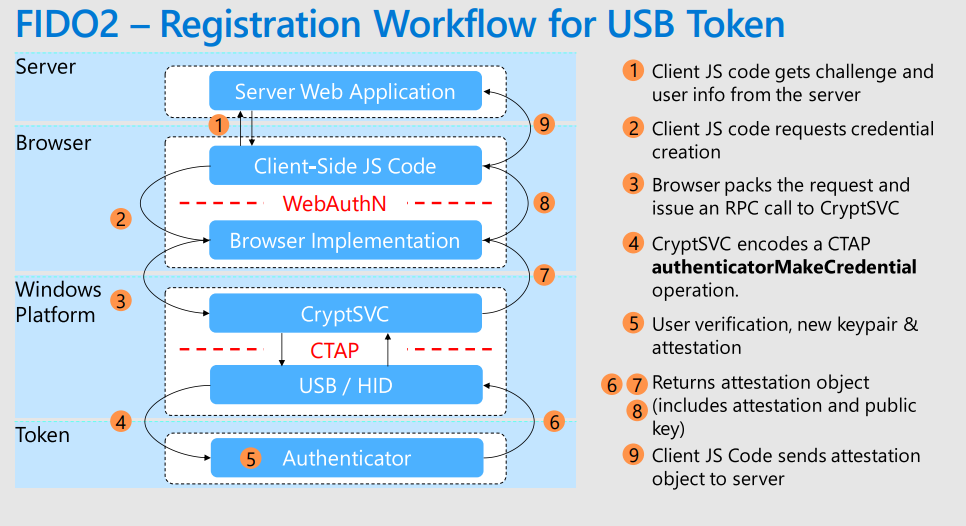 FIDO2 – Registration Workflow for USB Token
Server
Server Web Application
1
9
Browser
Client-Side JS Code
WebAuthN
2
8
Browser Implementation
7
Windows
Platform
3
CryptSVC
CTAP
USB / HID
4
6
Token
5 Authenticator
1 Client JS code gets challenge and
user info from the server
2 Client JS code requests credential
creation
3 Browser packs the request and
issue an RPC call to CryptSVC
4 CryptSVC encodes a CTAP
authenticatorMakeCredential
operation.
5 User verification, new keypair &
attestation
6 7 Returns attestation object
8 (includes attestation and public
key)
9 Client JS Code sends attestation
object to server